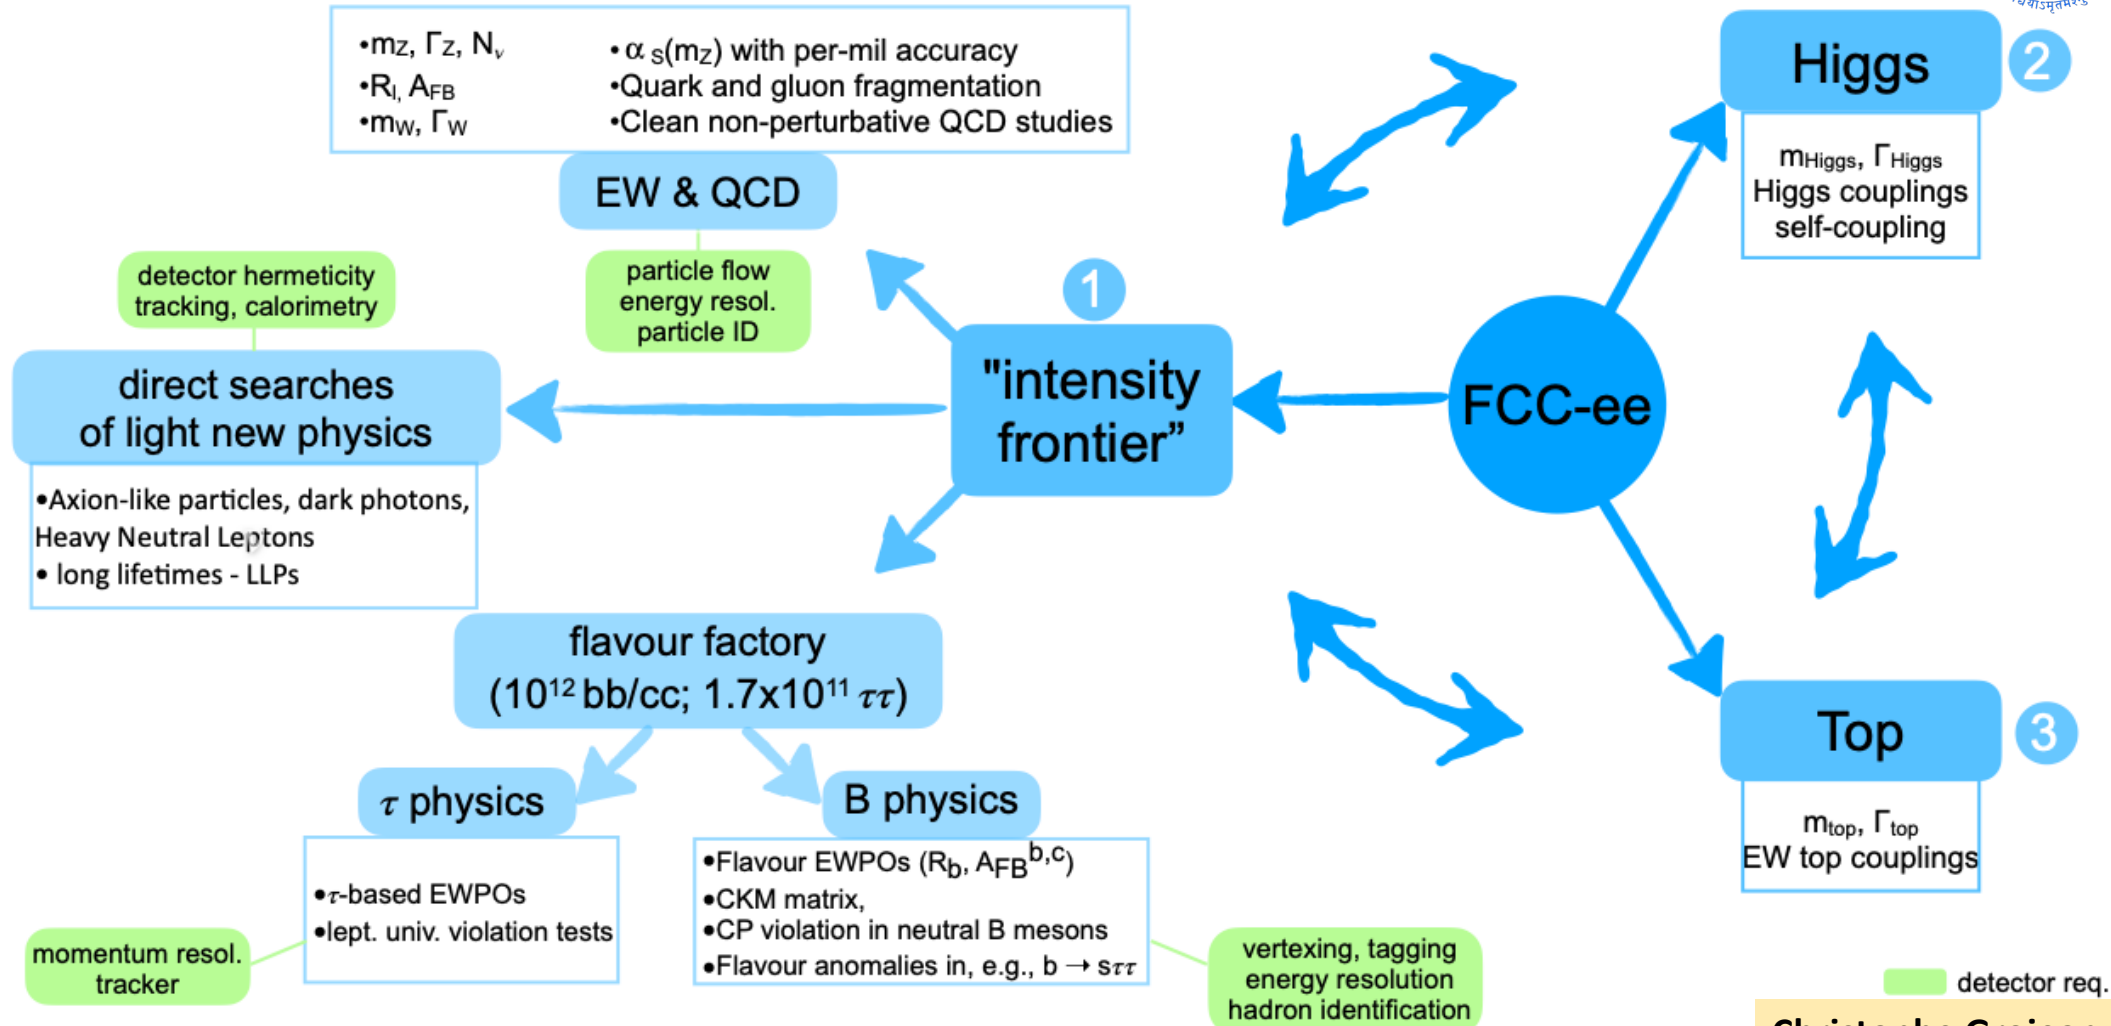 •mZ, ΓZ, Nν
•Rl, AFB
•mW, ΓW
•α s(mZ) with per-mil accuracy
•Quark and gluon fragmentation
•Clean non-perturbative QCD studies
EW & QCD
particle flow
energy resol.
particle ID
detector hermeticity
tracking, calorimetry
direct searches
of light new physics
•Axion-like particles, dark photons,
Heavy Neutral Leptons
• long lifetimes - LLPs
1
"intensity
frontier”
FCC-ee
Higgs
2
mHiggs, ΓHiggs
Higgs couplings
self-coupling
flavour factory
(10¹² bb/cc; 1.7x10¹¹ ττ)
τ physics
•τ-based EWPOs
•lept. univ. violation tests
momentum resol.
tracker
B physics
•Flavour EWPOs (Rb, AFBb,c)
•CKM matrix,
•CP violation in neutral B mesons
•Flavour anomalies in, e.g., b → sττ
vertexing, tagging
energy resolution
hadron identification
Top
3
mtop, Γtop
EW top couplings
detector req.